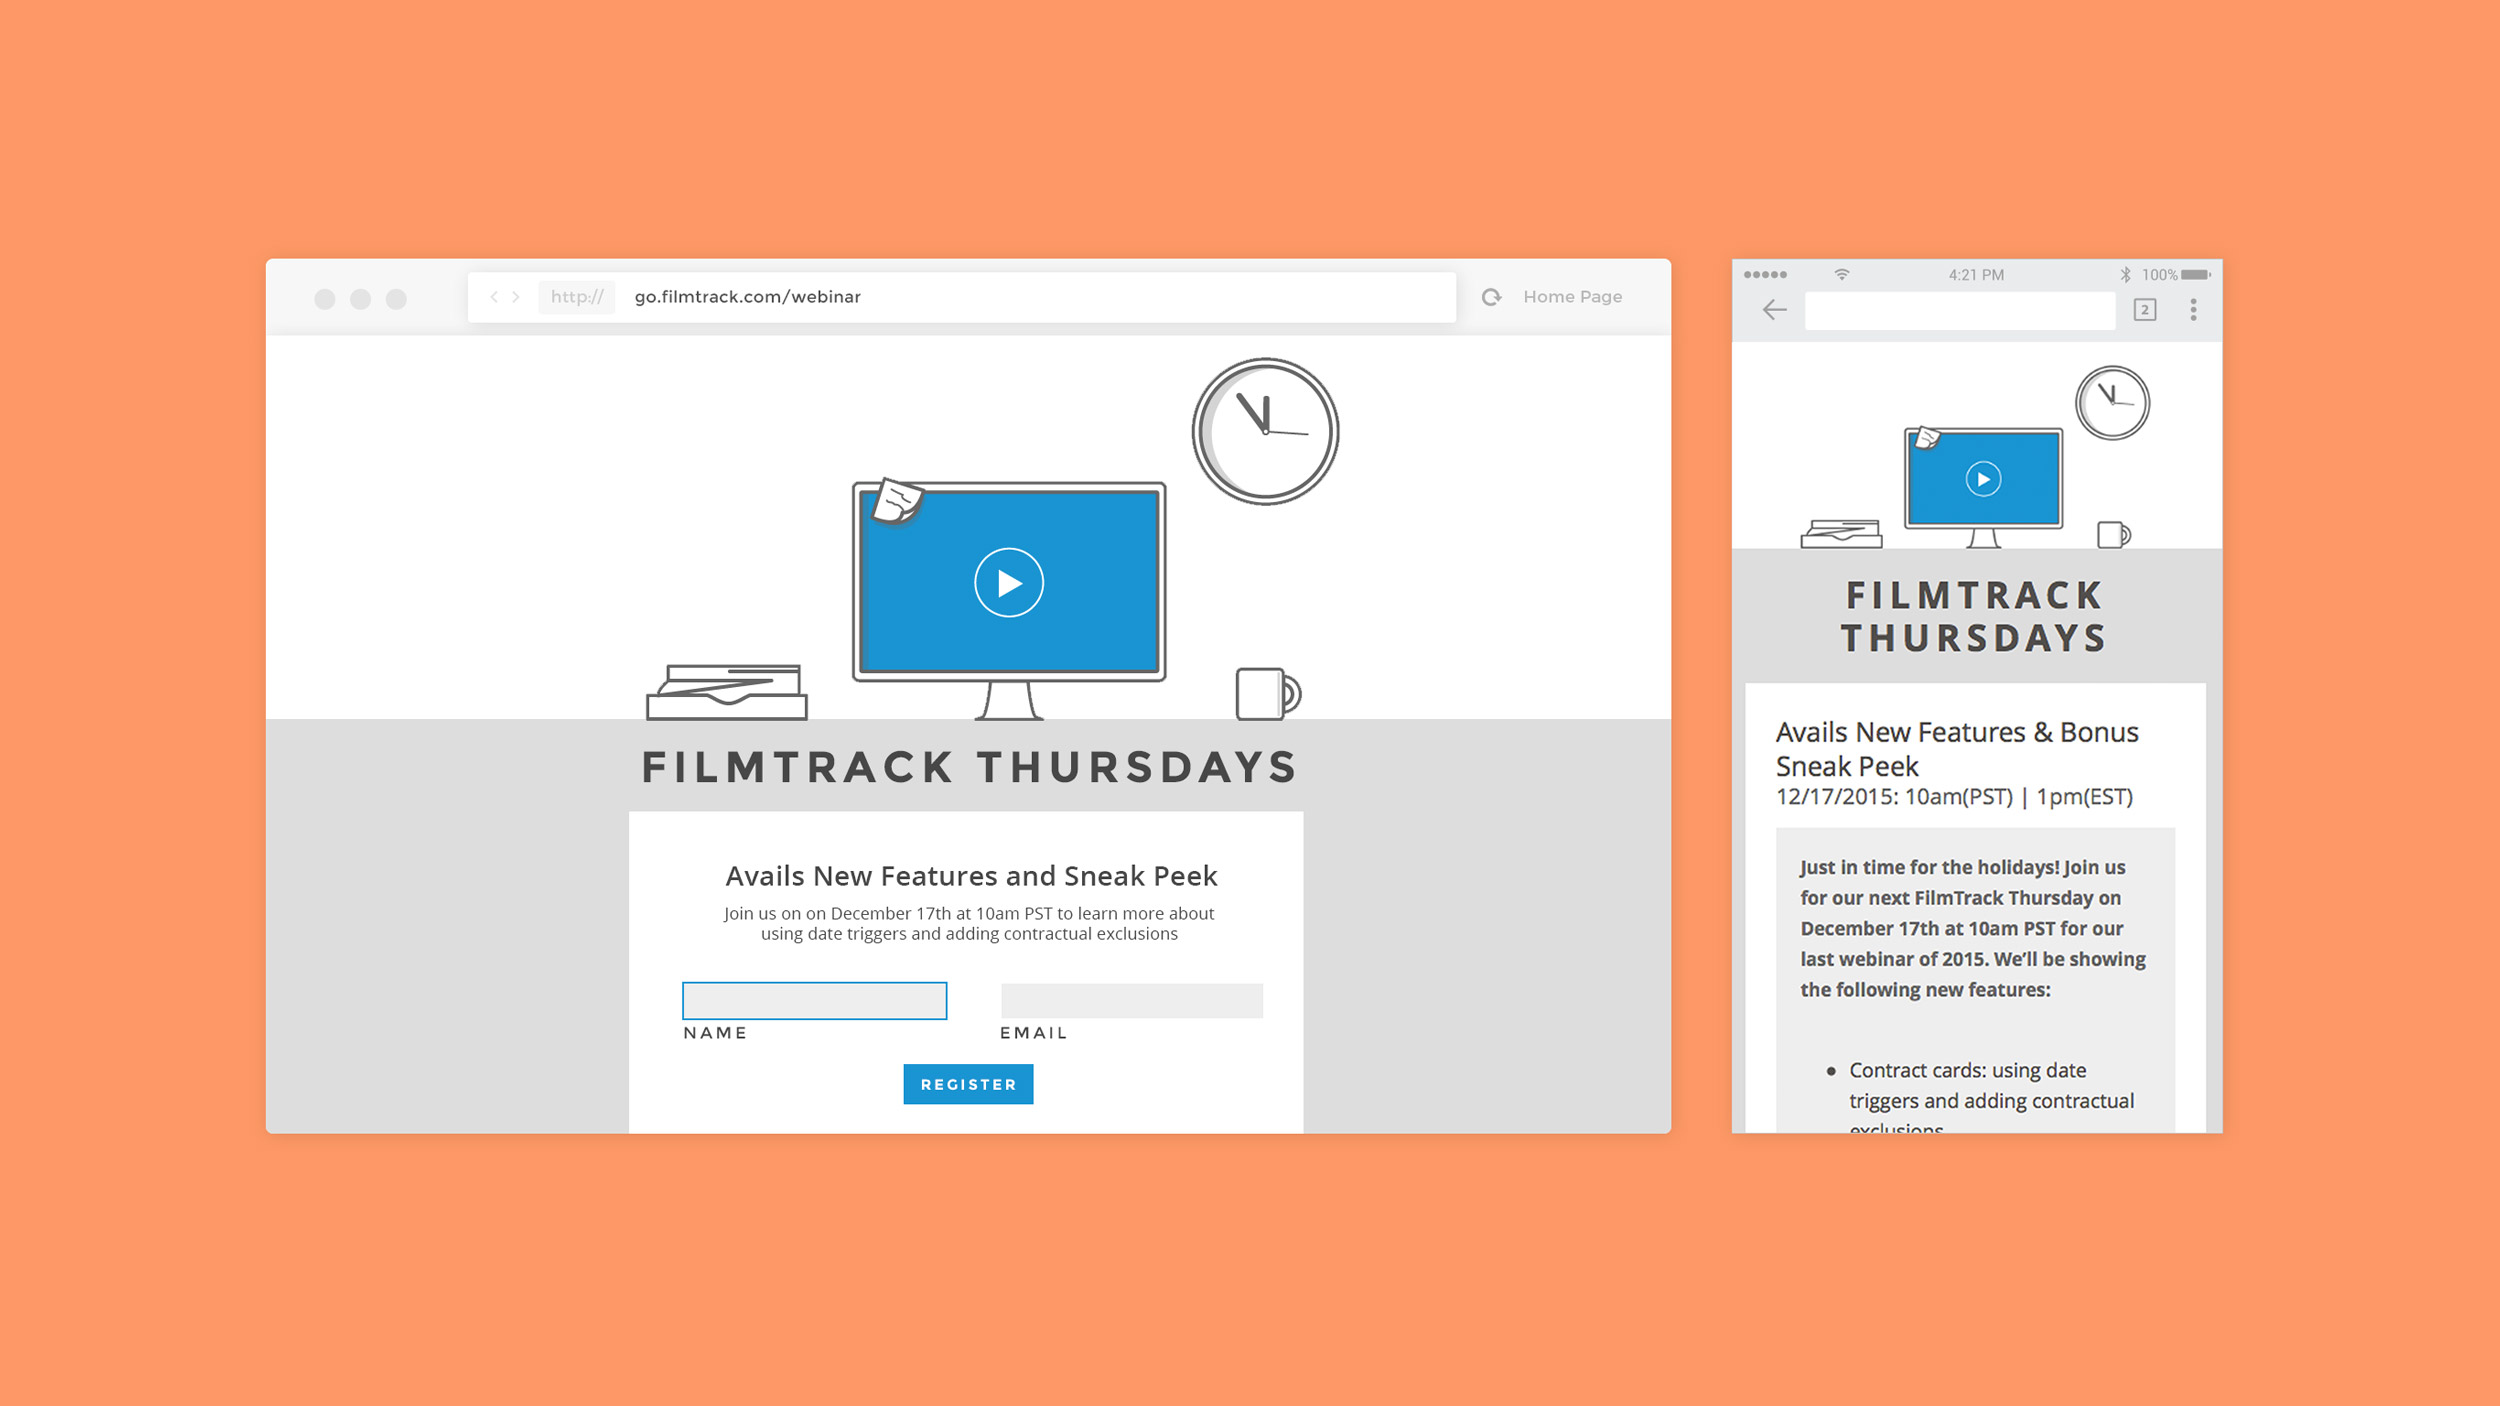 http:// go.filmtrack.com/webinar Home Page
FILMTRACK THURSDAYS
Avails New Features and Sneak Peek
Join us on on December 17th at 10am PST to learn more about
using date triggers and adding contractual exclusions
NAME EMAIL
REGISTER
4:21 PM 100%
2
FILMTRACK
THURSDAYS
Avails New Features & Bonus
Sneak Peek
12/17/2015: 10am(PST) | 1pm(EST)
Just in time for the holidays! Join us
for our next FilmTrack Thursday on
December 17th at 10am PST for our
last webinar of 2015. We'll be showing
the following new features:
• Contract cards: using date
triggers and adding contractual
exclusions